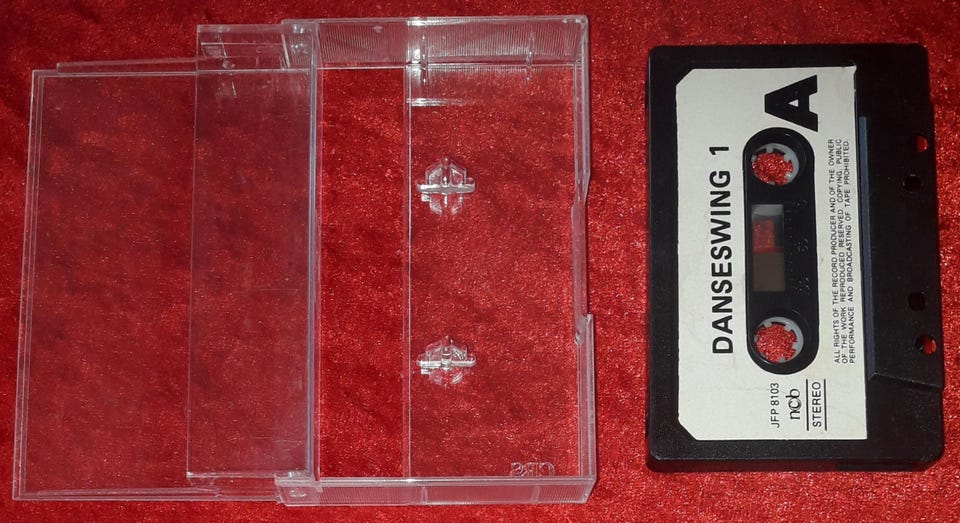 A
DANSESWING 1
JFP 8103
ncb
STEREO
ALL RIGHTS OF THE RECORD PRODUCER AND OF THE OWNER
OF THE WORK REPRODUCED RESERVED. COPYING, PUBLIC
PERFORMANCE AND BROADCASTING OF TAPE PROHIBITED.